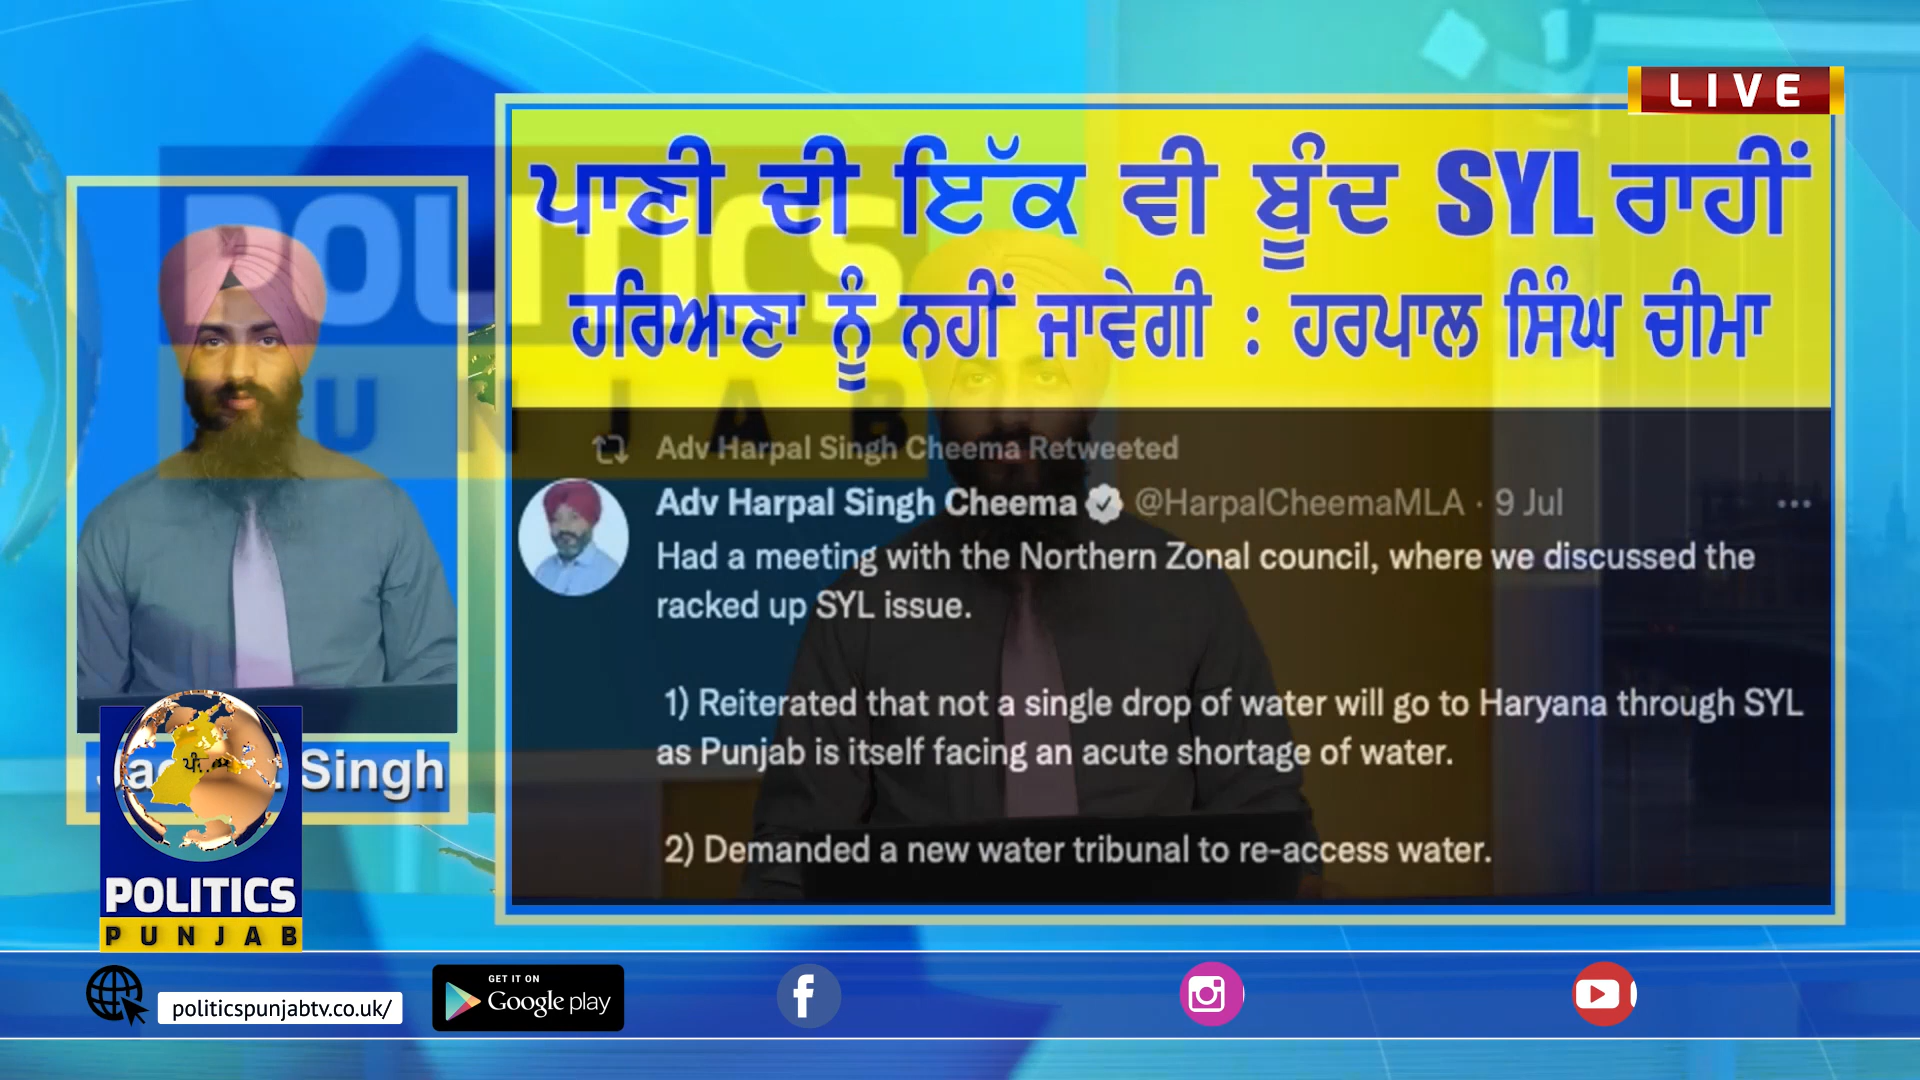 LIVE
ਪਾਣੀ ਦੀ ਇੱਕ ਵੀ ਬੂੰਦ SYL ਰਾਹੀਂ
ਹਰਿਆਣਾ ਨੂੰ ਨਹੀਂ ਜਾਵੇਗੀ : ਹਰਪਾਲ ਸਿੰਘ ਚੀਮਾ
POLITICS
PUNJAB
Adv Harpal Singh Cheema Retweeted
Adv Harpal Singh Cheema @HarpalCheemaMLA · 9 Jul
Had a meeting with the Northern Zonal council, where we discussed the
racked up SYL issue.
1) Reiterated that not a single drop of water will go to Haryana through SYL
as Punjab is itself facing an acute shortage of water.
2) Demanded a new water tribunal to re-access water.
Singh
POLITICS
PUNJAB
politicspunjabtv.co.uk/
GET IT ON
Google play